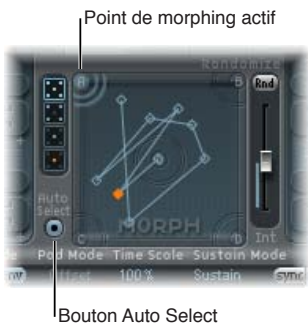 Point de morphing actif
Randomize
A
B
Rnd
Auto
Select
MORPH
C
D
Int
Pad Mode Time Scale Sustain Mode
Offset 100 % Sustain sync
Bouton Auto Select